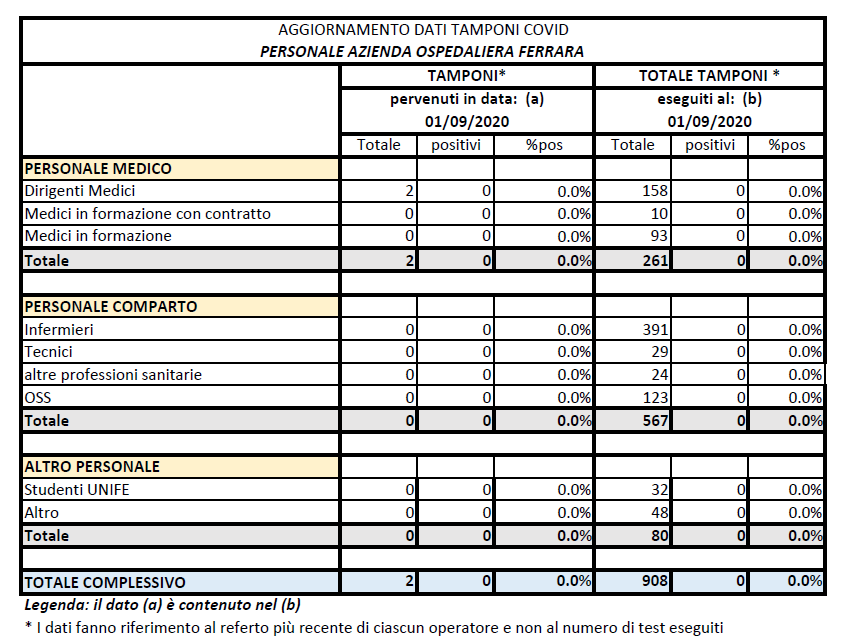 AGGIORNAMENTO DATI TAMPONI COVID
PERSONALE AZIENDA OSPEDALIERA FERRARA
TAMPONI* TOTALE TAMPONI *
pervenuti in data: (a) eseguiti al: (b)
01/09/2020 01/09/2020
Totale positivi %pos Totale positivi %pos
PERSONALE MEDICO
Dirigenti Medici 2 0 0.0% 158 0 0.0%
Medici in formazione con contratto 0 0 0.0% 10 0 0.0%
Medici in formazione 0 0 0.0% 93 0 0.0%
Totale 2 0 0.0% 261 0 0.0%
PERSONALE COMPARTO
Infermieri 0 0 0.0% 391 0 0.0%
Tecnici 0 0 0.0% 29 0 0.0%
altre professioni sanitarie 0 0 0.0% 24 0 0.0%
OSS 0 0 0.0% 123 0 0.0%
Totale 0 0 0.0% 567 0 0.0%
ALTRO PERSONALE
Studenti UNIFE 0 0 0.0% 32 0 0.0%
Altro 0 0 0.0% 48 0 0.0%
Totale 0 0 0.0% 80 0 0.0%
TOTALE COMPLESSIVO 2 0 0.0% 908 0 0.0%
Legenda: il dato (a) è contenuto nel (b)
* I dati fanno riferimento al referto più recente di ciascun operatore e non al numero di test eseguiti